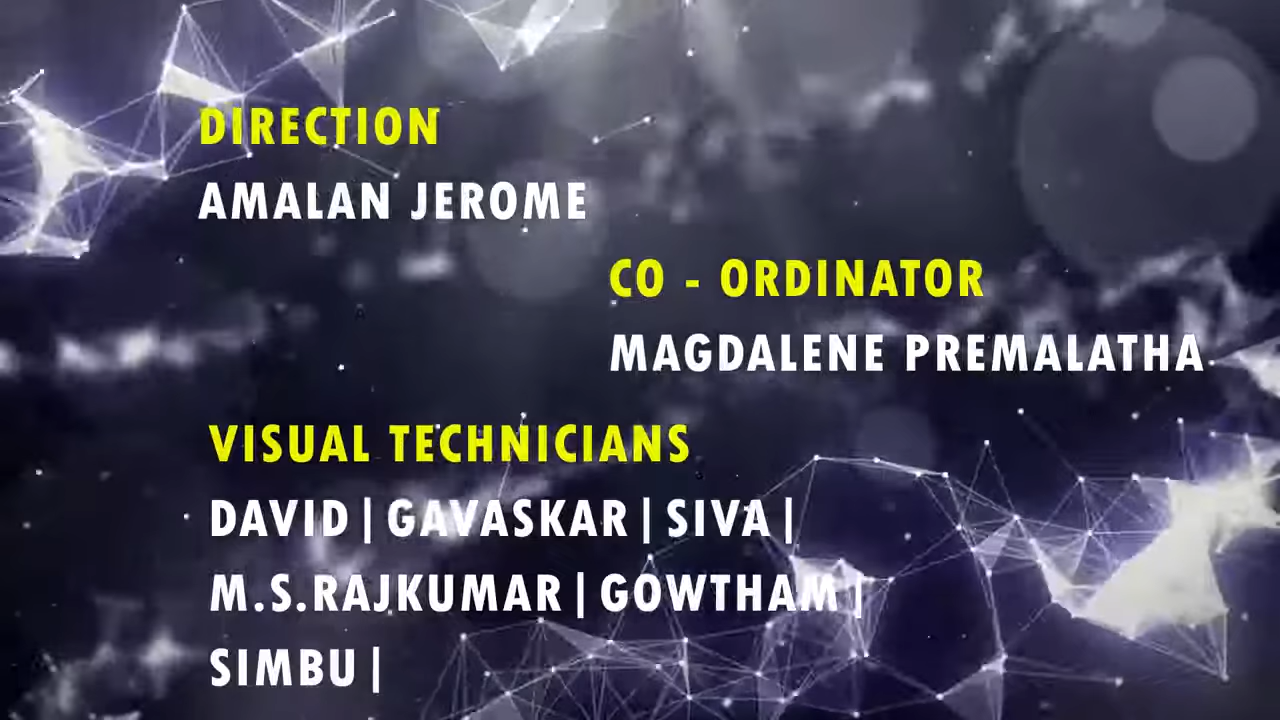 DIRECTION
AMALAN JEROME
CO - ORDINATOR
MAGDALENE PREMALATHA
VISUAL TECHNICIANS
DAVID | GAVASKAR | SIVA |
M.S.RAJKUMAR | GOWTHAM |
SIMBU |